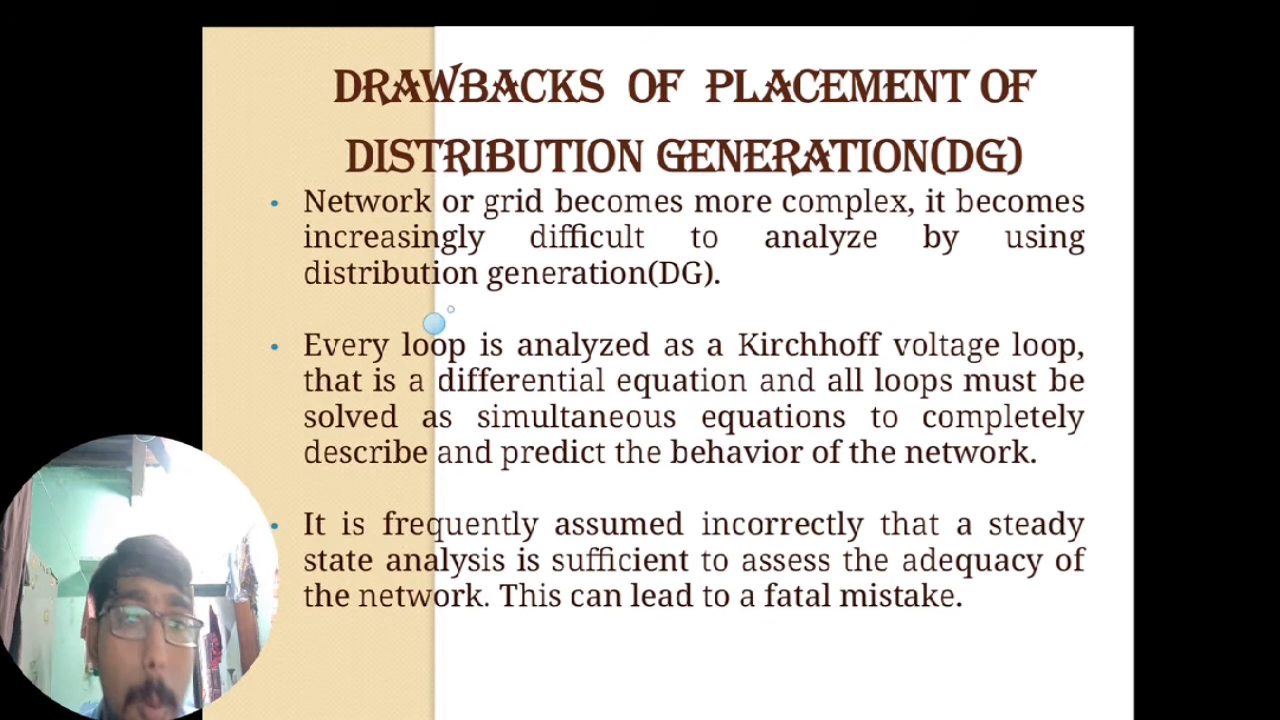 DRAWBACKS OF PLACEMENT OF
DISTRIBUTION GENERATION(DG)
• Network or grid becomes more complex, it becomes
increasingly difficult to analyze by using
distribution generation(DG).
• Every loop is analyzed as a Kirchhoff voltage loop,
that is a differential equation and all loops must be
solved as simultaneous equations to completely
describe and predict the behavior of the network.
• It is frequently assumed incorrectly that a steady
state analysis is sufficient to assess the adequacy of
the network. This can lead to a fatal mistake.